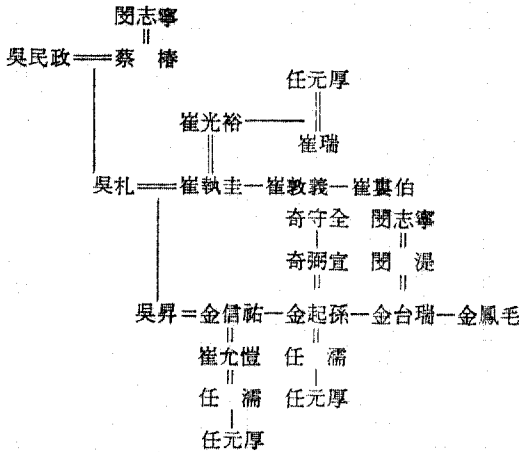 閔志寧
吳民政 蔡椿
任元厚
崔光裕
崔瑞
吳札 崔執圭 崔敦義 崔婁伯
奇守全 閔志寧
奇弼宜 閔湜
吳昇 金信祐 金起孫 金台瑞 金鳳毛
崔允愷 任濡
任濡 任元厚
任元厚